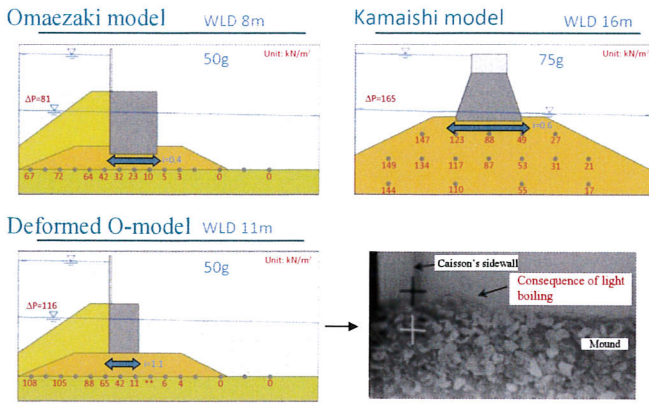 Omaezaki model WLD 8m
50g
Unit: kN/m²
ΔP=81
i=0.4
67 72 64 42 32 23 10 5 3 0 0
Kamaishi model WLD 16m
75g
Unit: kN/m²
ΔP=165
i=0.6
147 123 88 49 27
149 134 117 87 53 31 21
144 110 55 17
Deformed O-model WLD 11m
50g
Unit: kN/m²
ΔP=116
i=1.1
108 105 88 65 42 11 ** 6 4 0 0
Caisson's sidewall
Consequence of light
boiling
Mound